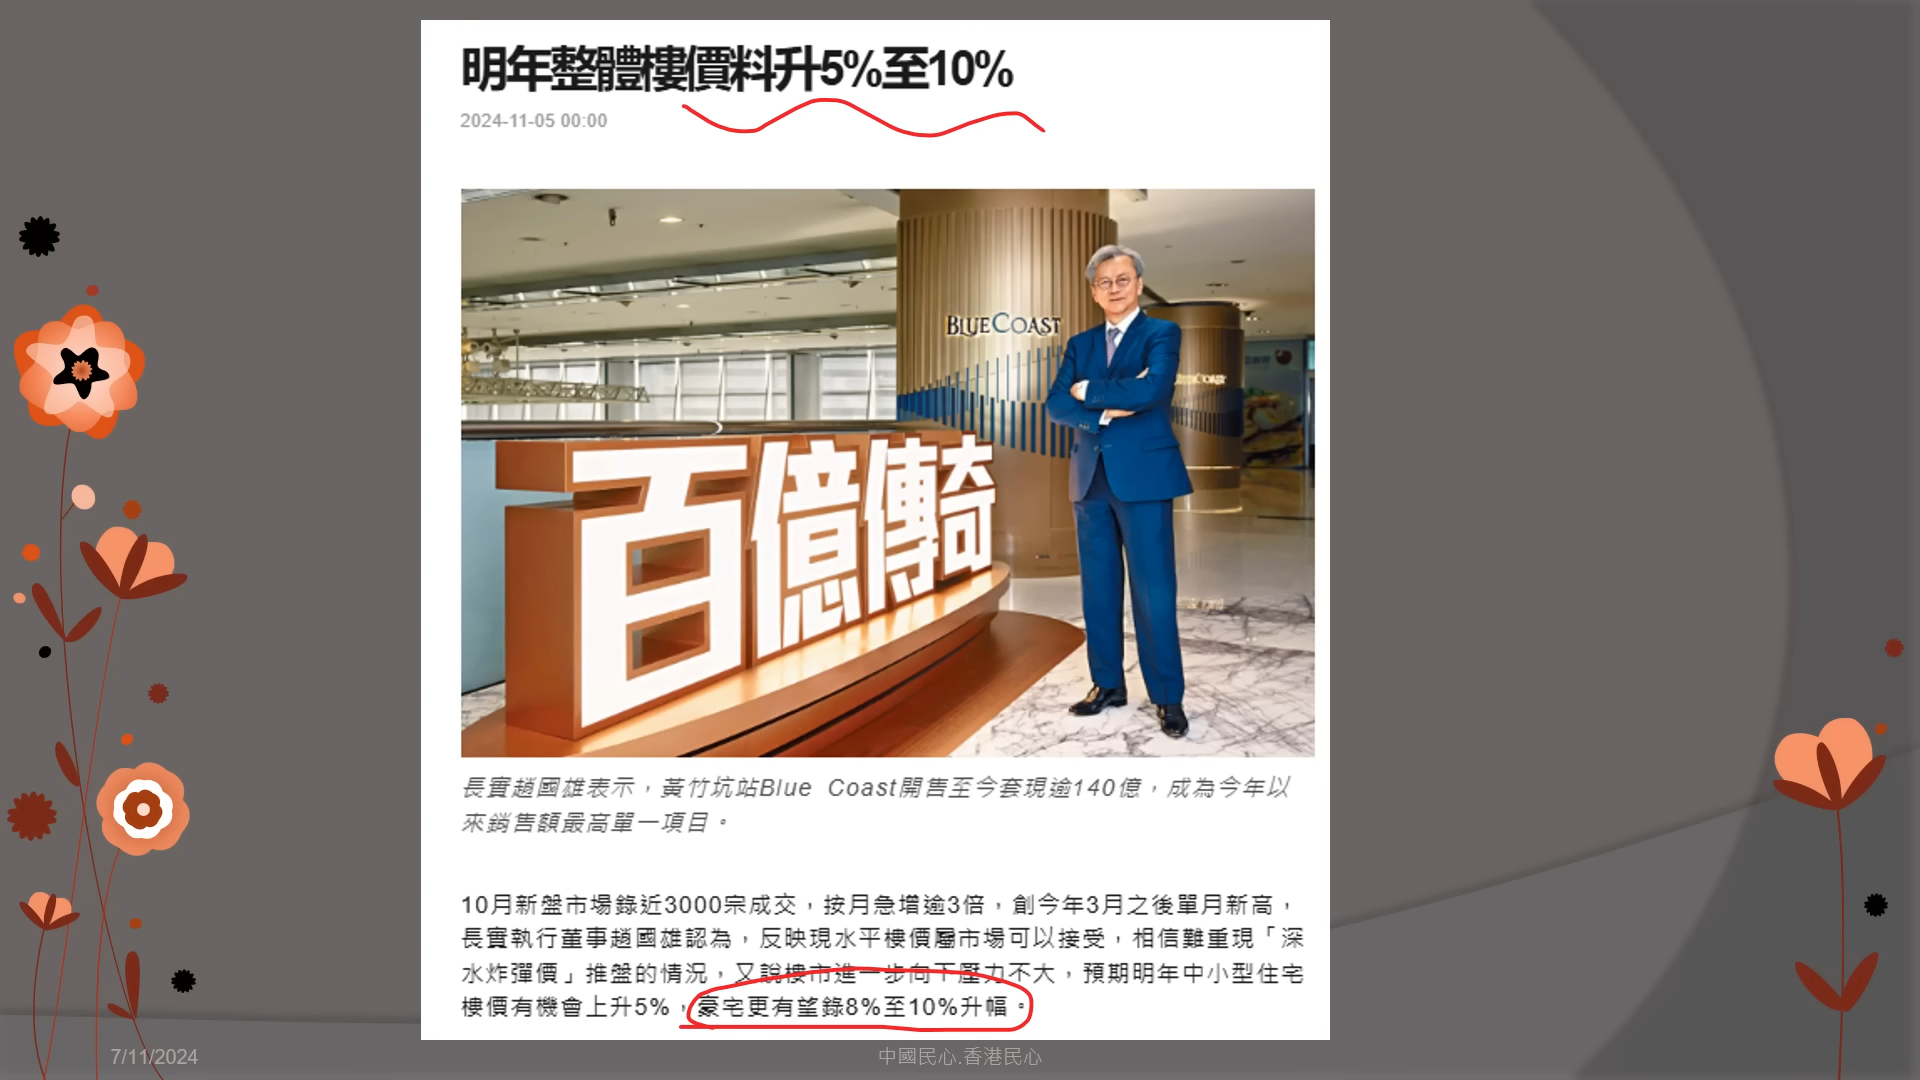 明年整體樓價料升5%至10%
2024-11-05 00:00
BLUE COAST
BLUE COAST
百億傳奇
長實趙國雄表示，黃竹坑站Blue Coast開售至今套現逾140億，成為今年以
來銷售額最高單一項目。
10月新盤市場錄近3000宗成交，按月急增逾3倍，創今年3月之後單月新高，
長實執行董事趙國雄認為，反映現水平樓價屬市場可以接受，相信難重現「深
水炸彈價」推盤的情況，又說樓市進一步向下壓力不大，預期明年中小型住宅
樓價有機會上升5%，豪宅更有望錄8%至10%升幅。
7/11/2024
中國民心.香港民心